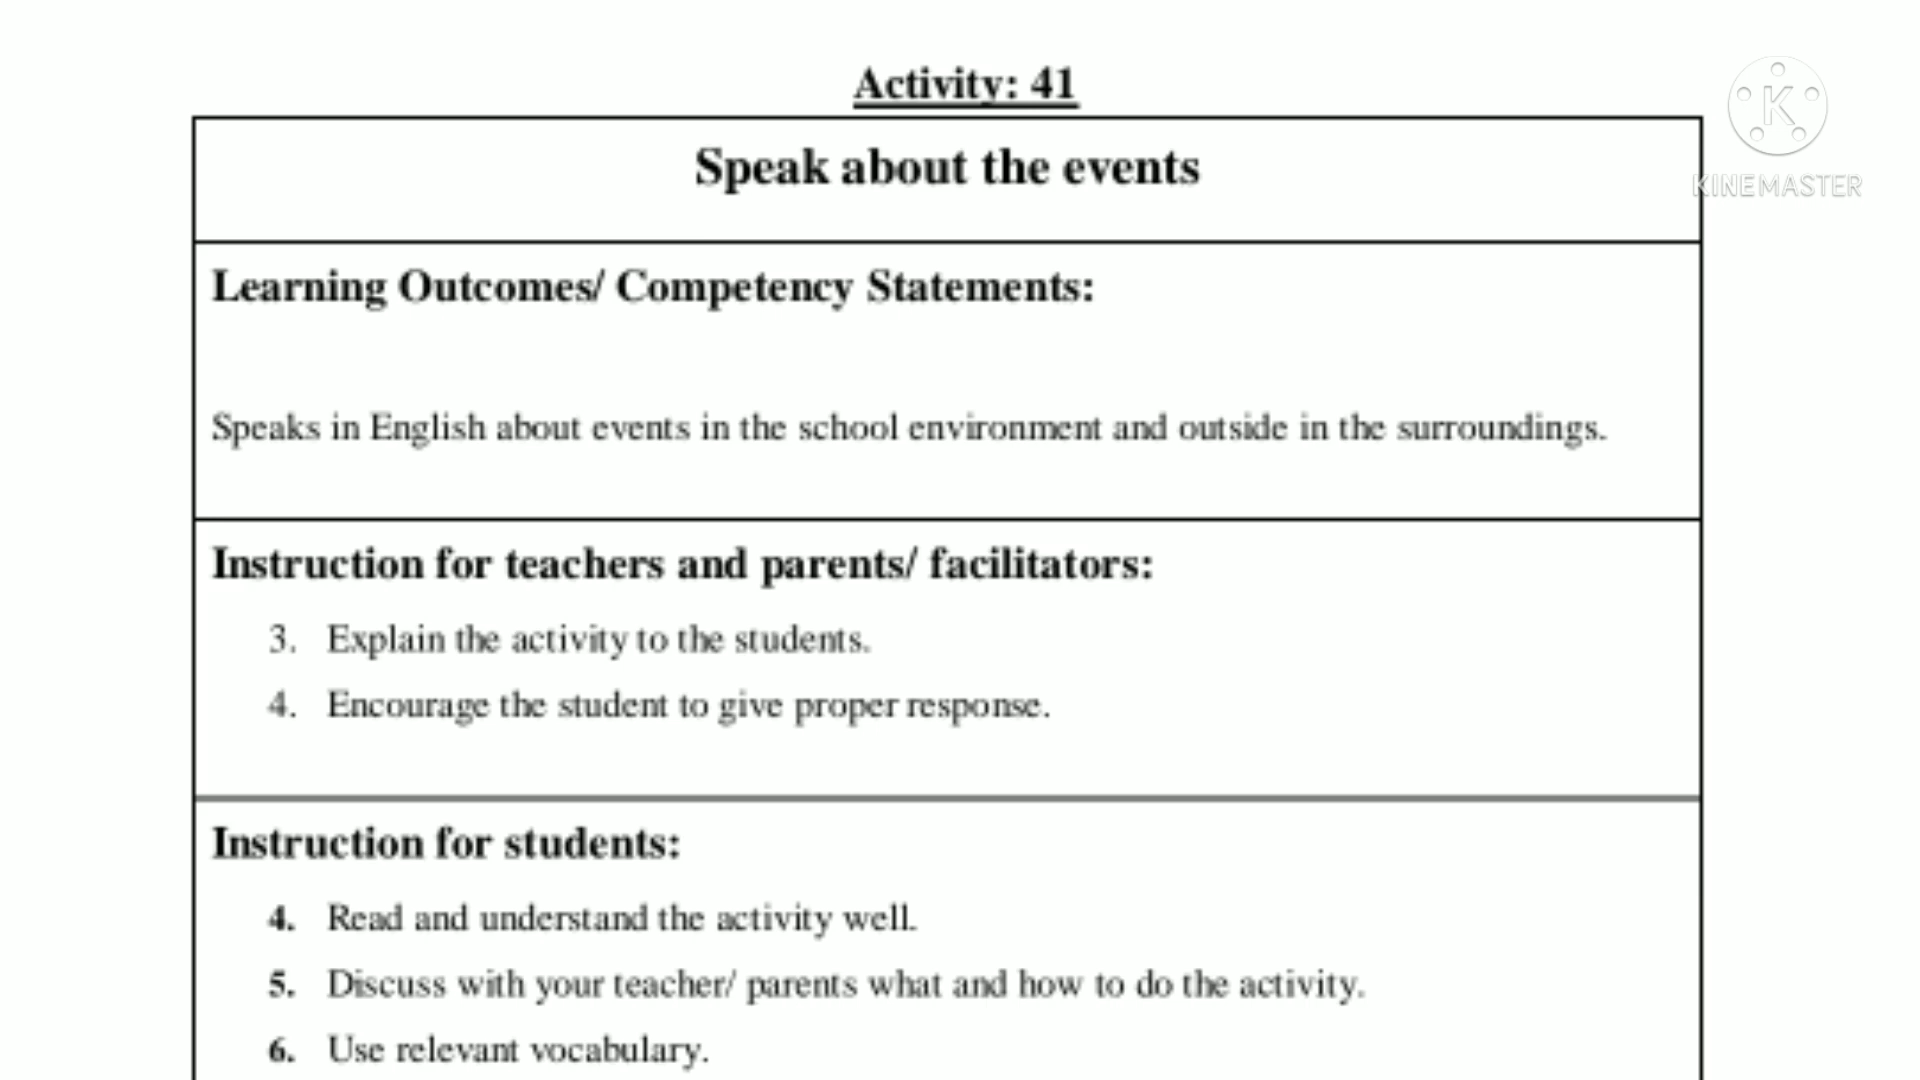 Activity: 41
Speak about the events
Learning Outcomes/ Competency Statements:
Speaks in English about events in the school environment and outside in the surroundings.
Instruction for teachers and parents/ facilitators:
3. Explain the activity to the students.
4. Encourage the student to give proper response.
Instruction for students:
4. Read and understand the activity well.
5. Discuss with your teacher/ parents what and how to do the activity.
6. Use relevant vocabulary.
K
KINEMASTER